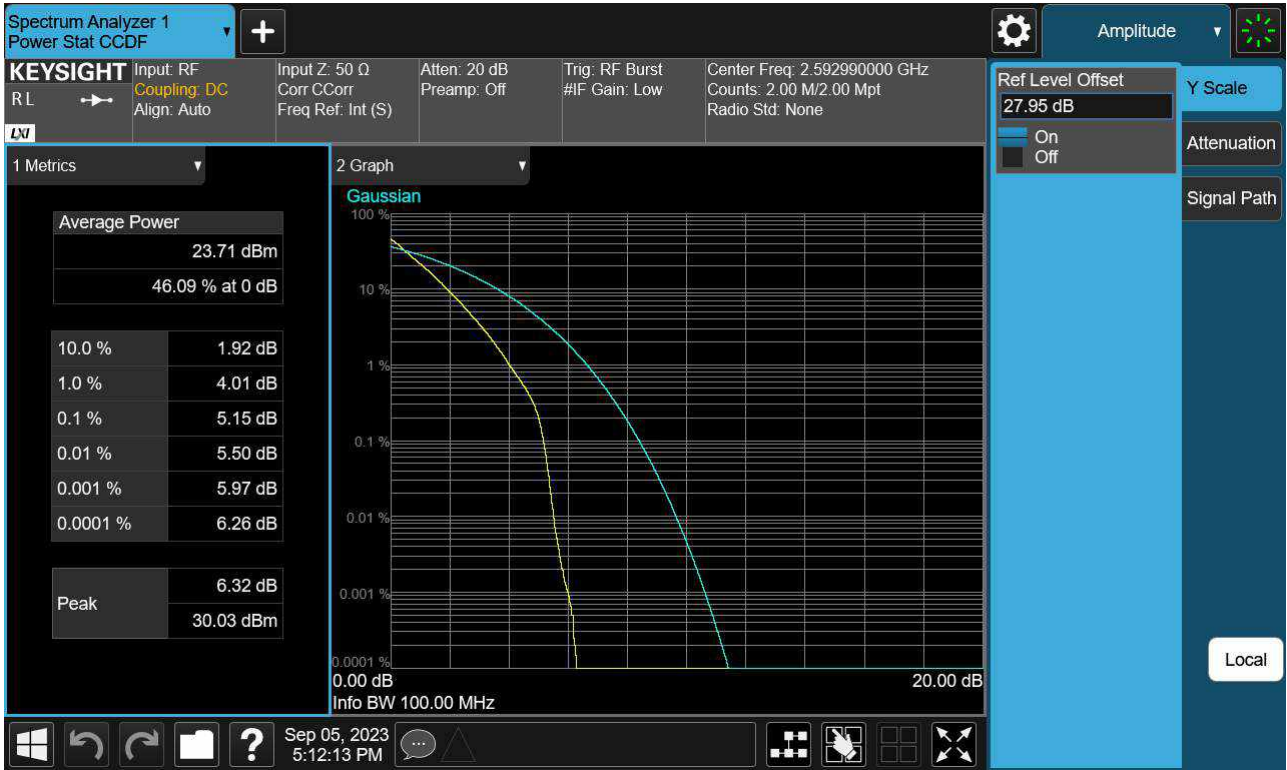 Spectrum Analyzer 1
Power Stat CCDF
+
Amplitude
KEYSIGHT
RL
LXI
Input: RF
Coupling: DC
Align: Auto
Input Z: 50 Ω
Corr CCorr
Freq Ref: Int (S)
Atten: 20 dB
Preamp: Off
Trig: RF Burst
#IF Gain: Low
Center Freq: 2.592990000 GHz
Counts: 2.00 M/2.00 Mpt
Radio Std: None
Ref Level Offset
27.95 dB
On
Off
Y Scale
Attenuation
Signal Path
Local
1 Metrics
Average Power
23.71 dBm
46.09 % at 0 dB
10.0 % 1.92 dB
1.0 % 4.01 dB
0.1 % 5.15 dB
0.01 % 5.50 dB
0.001 % 5.97 dB
0.0001 % 6.26 dB
Peak
6.32 dB
30.03 dBm
2 Graph
Gaussian
100 %
10 %
1 %
0.1 %
0.01 %
0.001 %
0.0001 %
0.00 dB 20.00 dB
Info BW 100.00 MHz
?
Sep 05, 2023
5:12:13 PM